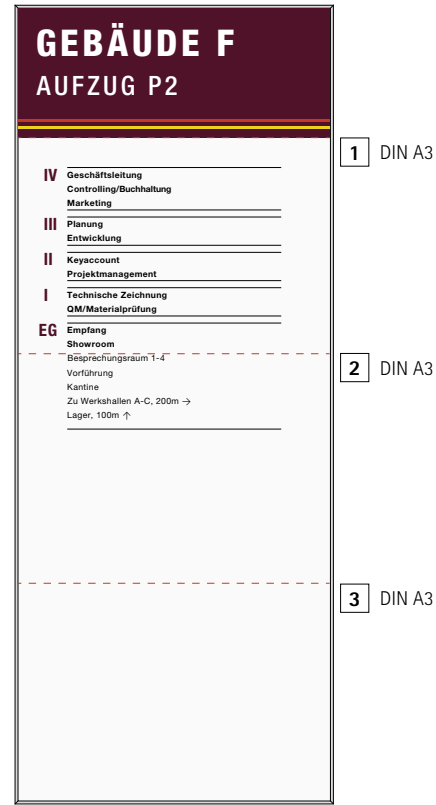 GEBÄUDE F
AUFZUG P2
1 DIN A3
IV Geschäftsleitung
Controlling/Buchhaltung
Marketing
III Planung
Entwicklung
II Keyaccount
Projektmanagement
I Technische Zeichnung
QM/Materialprüfung
EG Empfang
Showroom
Besprechungsraum 1-4
2 DIN A3
Vorführung
Kantine
Zu Werkshallen A-C, 200m →
Lager, 100m ↑
3 DIN A3